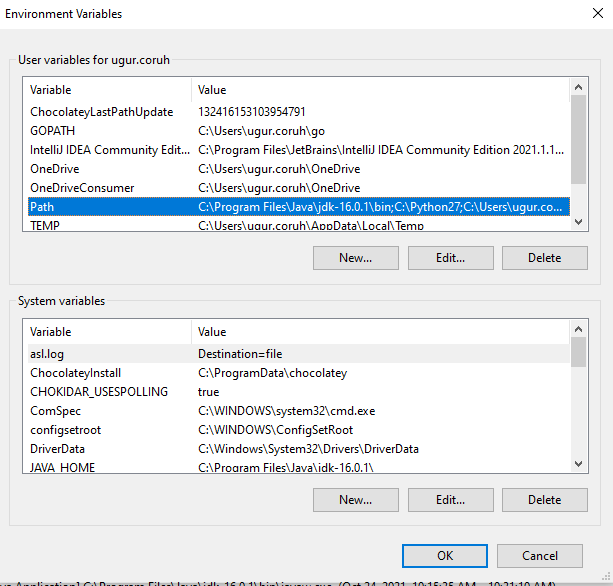 Environment Variables
User variables for ugur.coruh
Variable Value
ChocolateyLastPathUpdate 132416153103954791
GOPATH C:\Users\ugur.coruh\go
IntelliJ IDEA Community Edit... C:\Program Files\JetBrains\IntelliJ IDEA Community Edition 2021.1.1...
OneDrive C:\Users\ugur.coruh\OneDrive
OneDriveConsumer C:\Users\ugur.coruh\OneDrive
Path C:\Program Files\Java\jdk-16.0.1\bin;C:\Python27;C:\Users\ugur.co...
TEMP C:\Users\ugur.coruh\AppData\Local\Temp
New... Edit... Delete
System variables
Variable Value
asl.log Destination=file
ChocolateyInstall C:\ProgramData\chocolatey
CHOKIDAR_USESPOLLING true
ComSpec C:\WINDOWS\system32\cmd.exe
configsetroot C:\WINDOWS\ConfigSetRoot
DriverData C:\Windows\System32\Drivers\DriverData
JAVA_HOME C:\Program Files\Java\jdk-16.0.1\
New... Edit... Delete
OK Cancel
Application] C:\Program Files\Java\jdk-16.0.1\bin\javaw.exe (Oct 24, 2021, 10:15:25 AM – 10:21:10 AM)